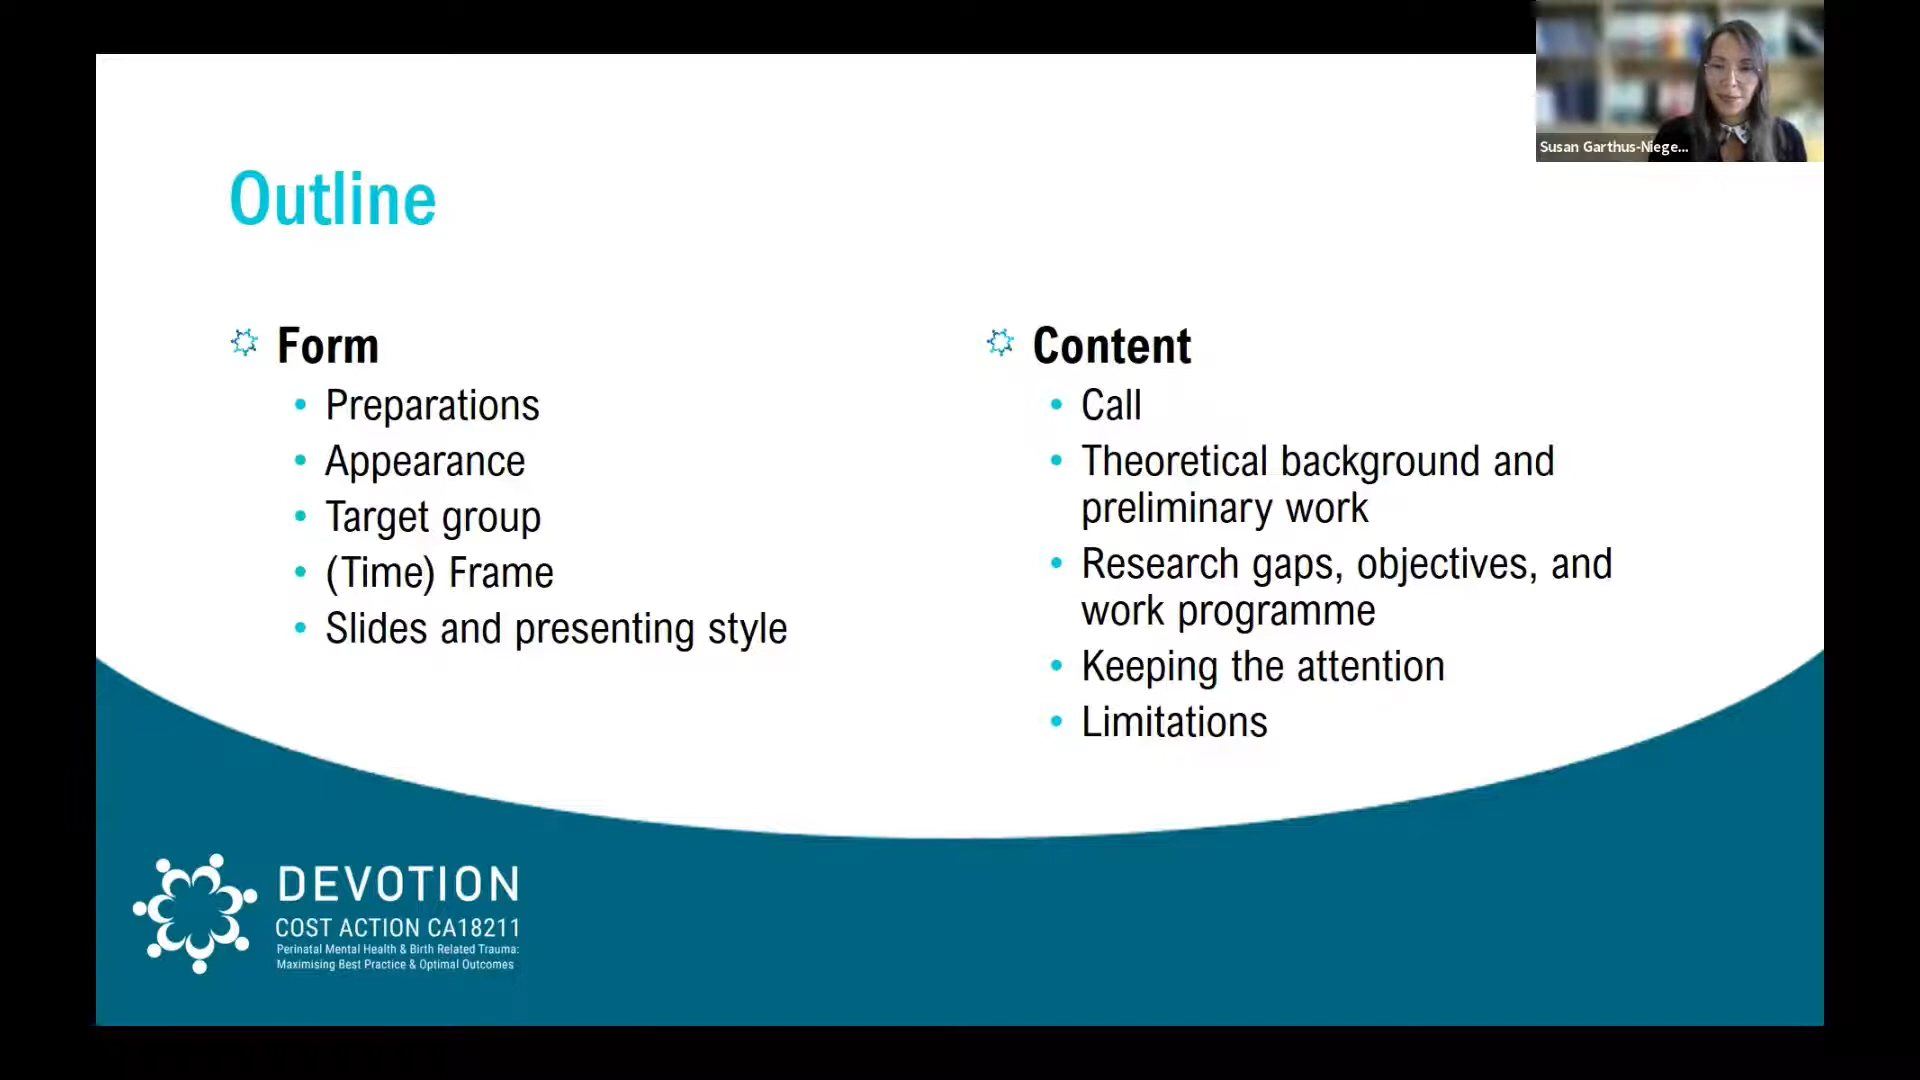 Susan Garthus-Niege...
Outline
Form
Preparations
Appearance
Target group
(Time) Frame
Slides and presenting style
Content
Call
Theoretical background and
preliminary work
Research gaps, objectives, and
work programme
Keeping the attention
Limitations
DEVOTION
COST ACTION CA18211
Perinatal Mental Health & Birth Related Trauma:
Maximising Best Practice & Optimal Outcomes